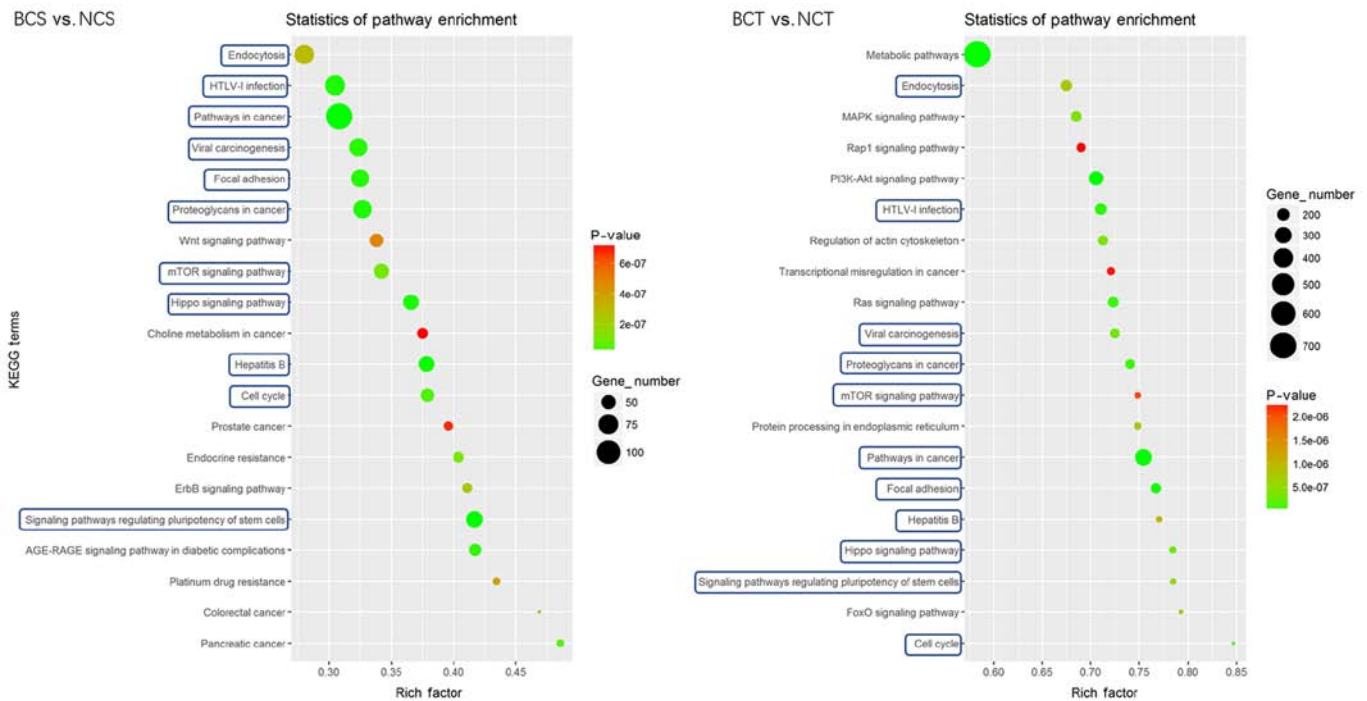 BCS vs. NCS
Statistics of pathway enrichment
KEGG terms
Endocytosis
HTLV-I infection
Pathways in cancer
Viral carcinogenesis
Focal adhesion
Proteoglycans in cancer
Wnt signaling pathway
mTOR signaling pathway
Hippo signaling pathway
Choline metabolism in cancer
Hepatitis B
Cell cycle
Prostate cancer
Endocrine resistance
ErbB signaling pathway
Signaling pathways regulating pluripotency of stem cells
AGE-RAGE signaling pathway in diabetic complications
Platinum drug resistance
Colorectal cancer
Pancreatic cancer
0.30 0.35 0.40 0.45
Rich factor
P-value
6e-07
4e-07
2e-07
Gene_number
50
75
100
BCT vs. NCT
Statistics of pathway enrichment
Metabolic pathways
Endocytosis
MAPK signaling pathway
Rap1 signaling pathway
PI3K-Akt signaling pathway
HTLV-I infection
Regulation of actin cytoskeleton
Transcriptional misregulation in cancer
Ras signaling pathway
Viral carcinogenesis
Proteoglycans in cancer
mTOR signaling pathway
Protein processing in endoplasmic reticulum
Pathways in cancer
Focal adhesion
Hepatitis B
Hippo signaling pathway
Signaling pathways regulating pluripotency of stem cells
FoxO signaling pathway
Cell cycle
0.60 0.65 0.70 0.75 0.80 0.85
Rich factor
Gene_number
200
300
400
500
600
700
P-value
2.0e-06
1.5e-06
1.0e-06
5.0e-07